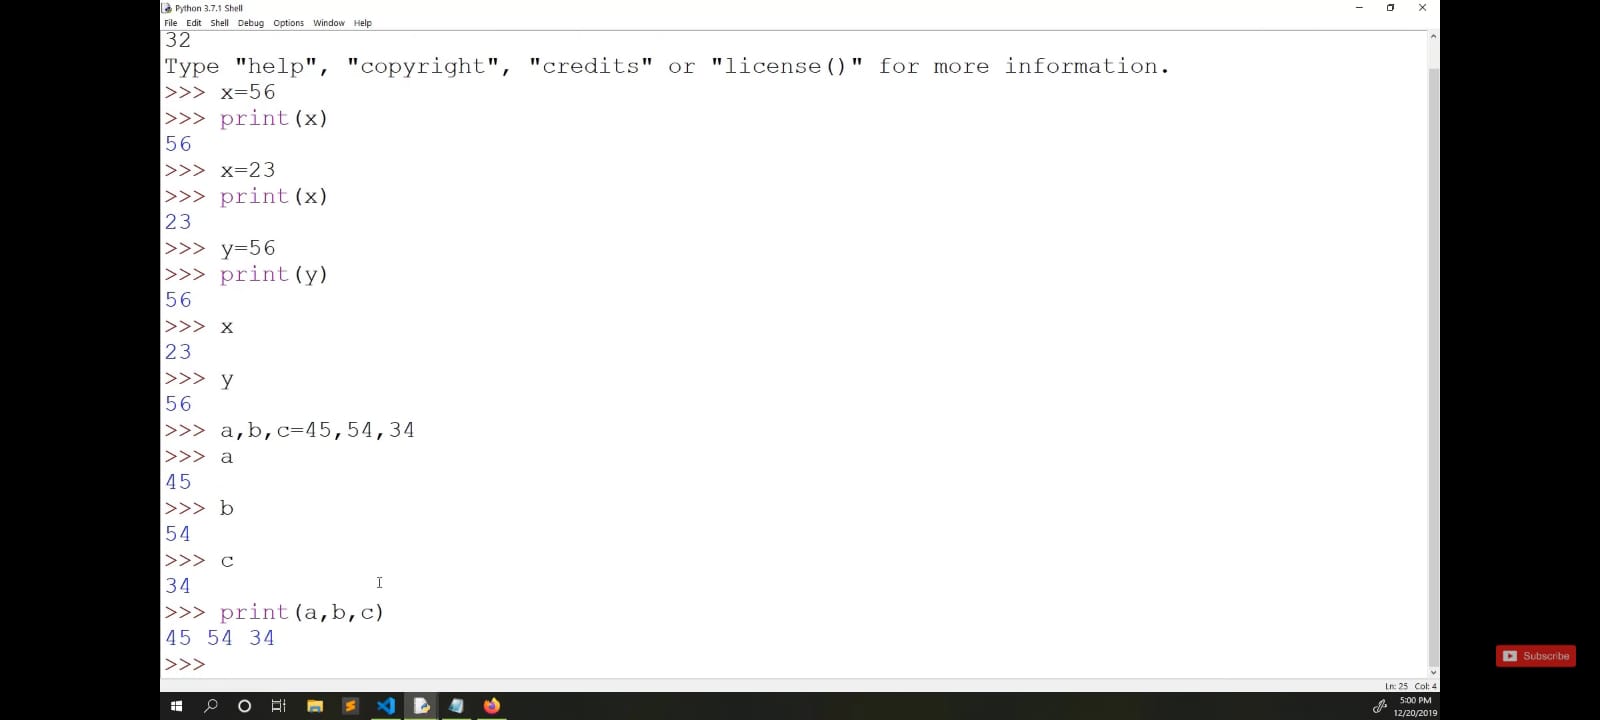 Python 3.7.1 Shell
File Edit Shell Debug Options Window Help
32
Type "help", "copyright", "credits" or "license()" for more information.
>>> x=56
>>> print(x)
56
>>> x=23
>>> print(x)
23
>>> y=56
>>> print(y)
56
>>> x
23
>>> y
56
>>> a,b,c=45,54,34
>>> a
45
>>> b
54
>>> c
34
>>> print(a,b,c)
45 54 34
>>>
Subscribe
Ln: 25 Col: 4
5:00 PM
12/20/2019